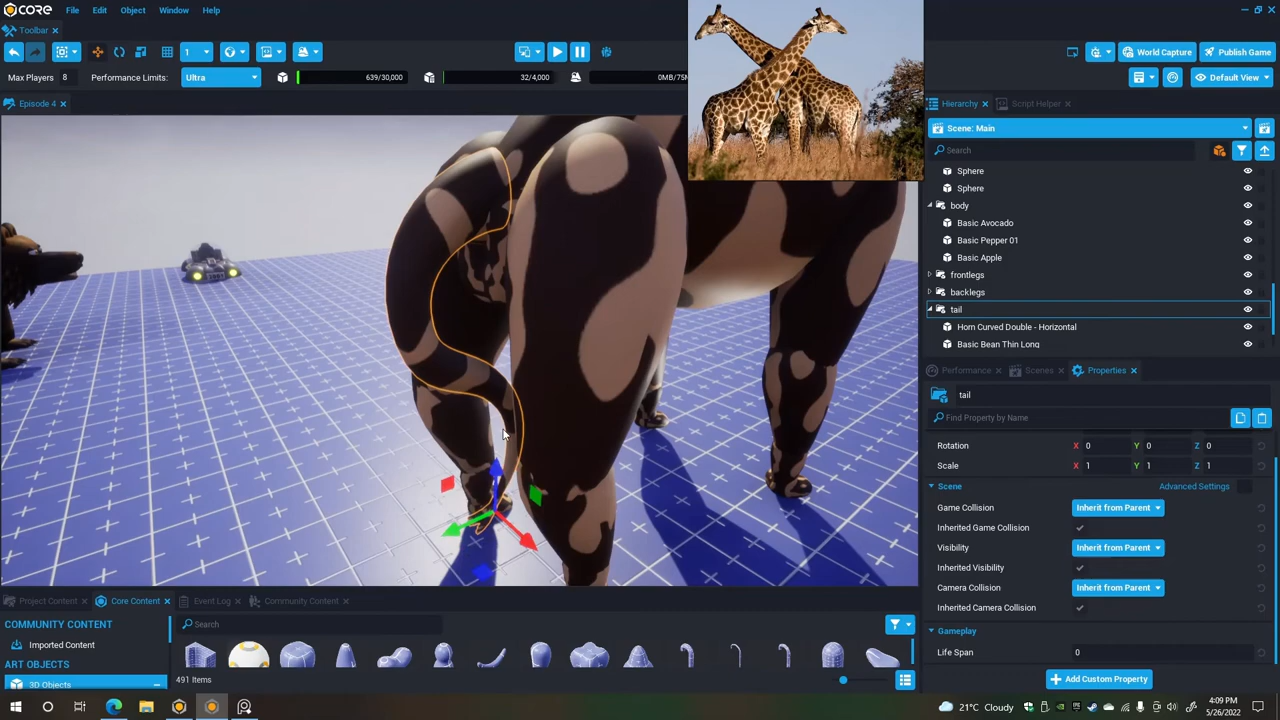 CORE File Edit Object Window Help
Toolbar
1
World Capture Publish Game
Max Players 8 Performance Limits: Ultra 639/30,000 32/4,000 Default View
Episode 4
Hierarchy Script Helper
Scene: Main
Search
Sphere
Sphere
body
Basic Avocado
Basic Pepper 01
Basic Apple
frontlegs
backlegs
tail
Horn Curved Double - Horizontal
Basic Bean Thin Long
Performance Scenes Properties
tail
Find Property by Name
Rotation X 0 Y 0 Z 0
Scale X 1 Y 1 Z 1
Scene Advanced Settings
Game Collision Inherit from Parent
Inherited Game Collision
Visibility Inherit from Parent
Inherited Visibility
Camera Collision Inherit from Parent
Inherited Camera Collision
Gameplay
Life Span 0
Add Custom Property
Project Content Core Content Event Log Community Content
COMMUNITY CONTENT
Search
Imported Content
ART OBJECTS
3D Objects
491 Items
21°C Cloudy
4:09 PM
5/26/2022